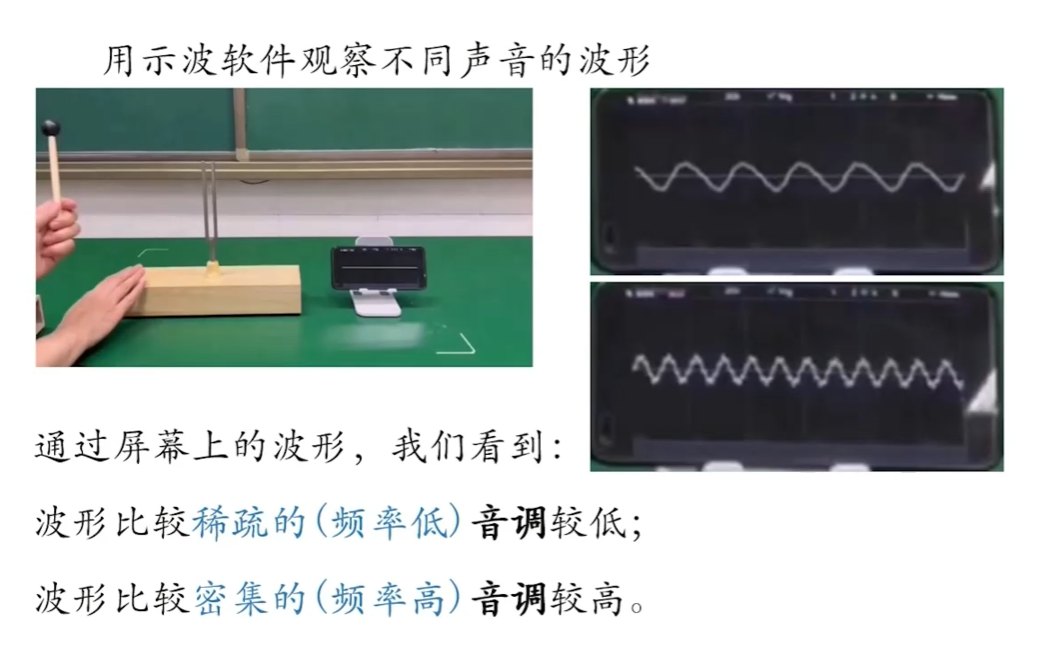 用示波软件观察不同声音的波形
通过屏幕上的波形，我们看到：
波形比较稀疏的(频率低)音调较低；
波形比较密集的(频率高)音调较高。